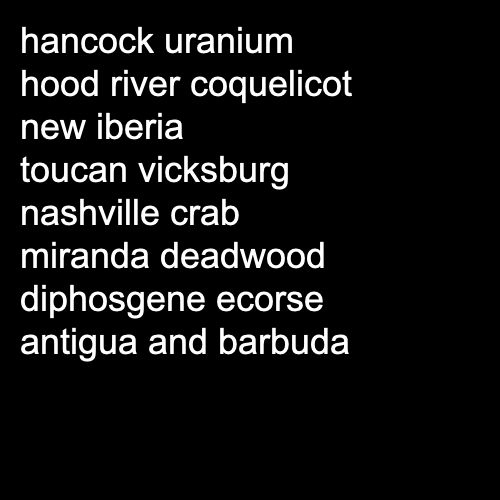 hancock uranium
hood river coquelicot
new iberia
toucan vicksburg
nashville crab
miranda deadwood
diphosgene ecorse
antigua and barbuda